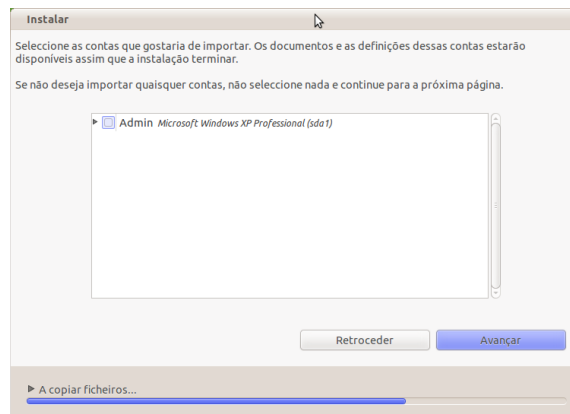 Instalar
Seleccione as contas que gostaria de importar. Os documentos e as definições dessas contas estarão
disponíveis assim que a instalação terminar.
Se não deseja importar quaisquer contas, não seleccione nada e continue para a próxima página.
Admin Microsoft Windows XP Professional (sda1)
Retroceder Avançar
A copiar ficheiros...